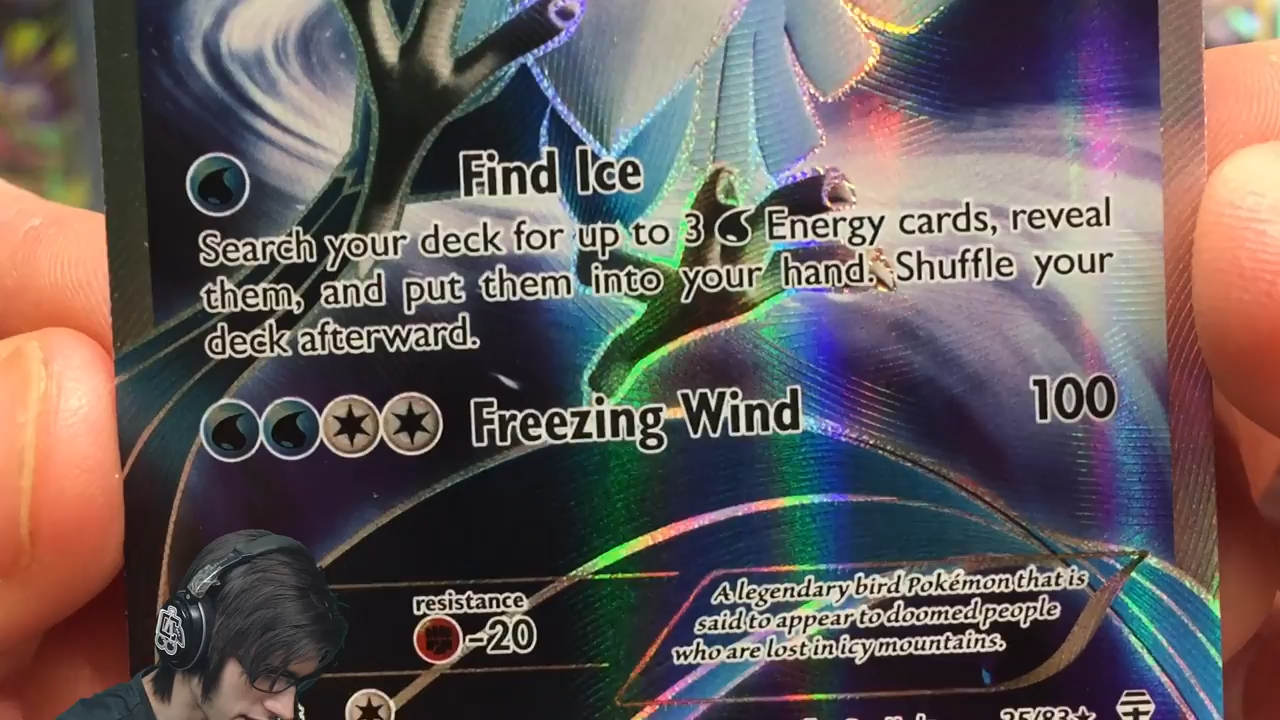 Find Ice
Search your deck for up to 3 Energy cards, reveal
them, and put them into your hand. Shuffle your
deck afterward.
Freezing Wind 100
resistance
-20
A legendary bird Pokémon that is
said to appear to doomed people
who are lost in icy mountains.
25/83